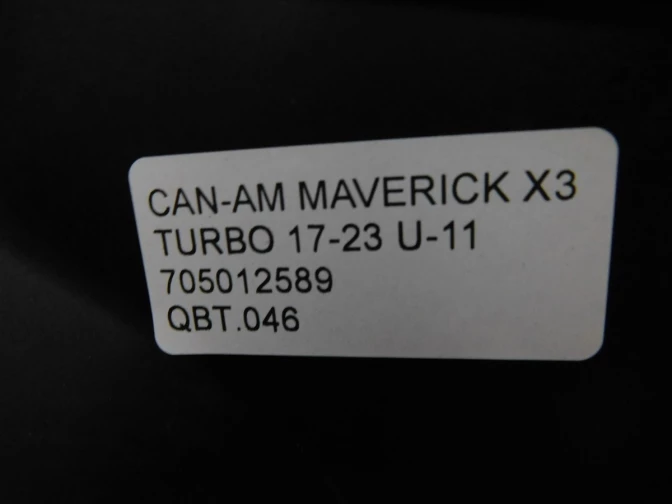 CAN-AM MAVERICK X3
TURBO 17-23 U-11
705012589
QBT.046